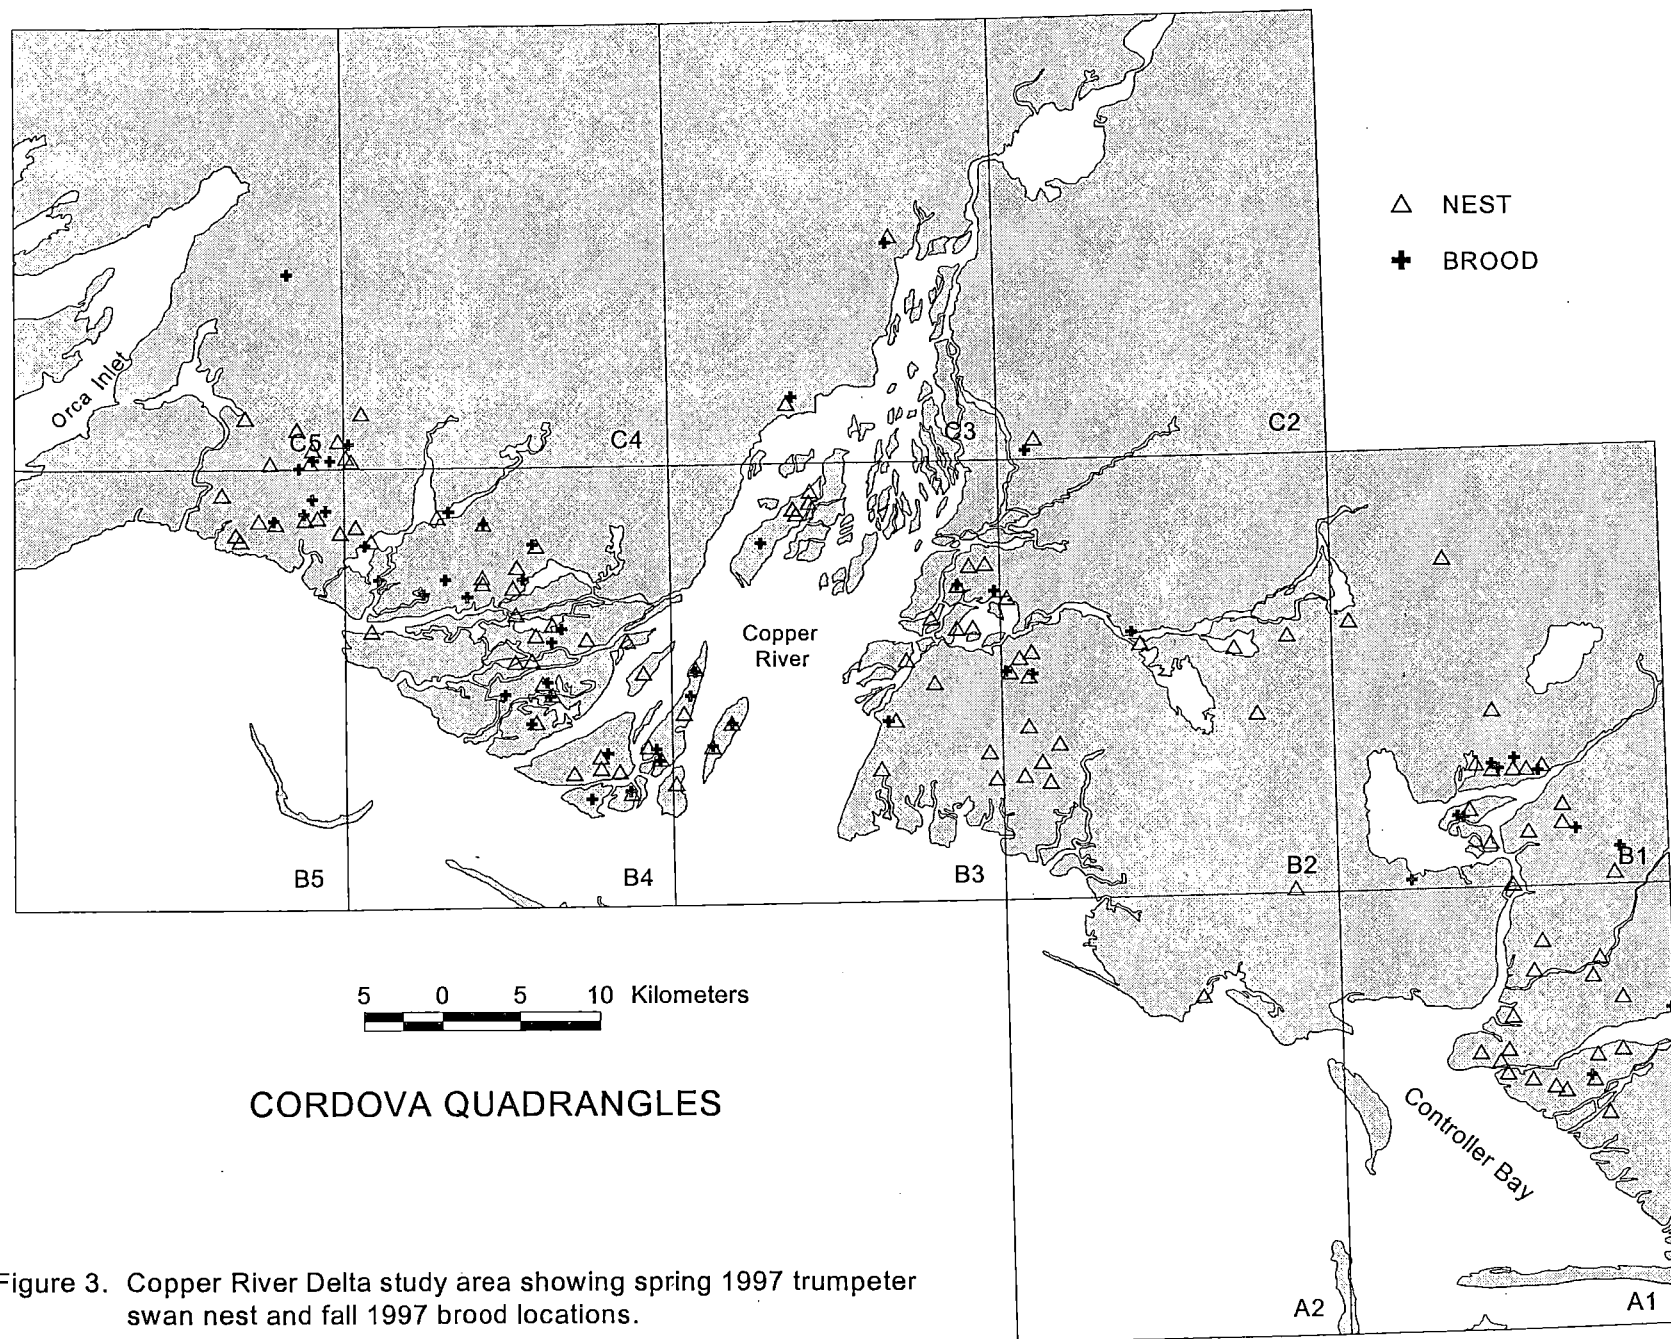 NEST
BROOD
Orca Inlet
C5
C4
C3
C2
Copper
River
B5
B4
B3
B2
B1
5 0 5 10 Kilometers
CORDOVA QUADRANGLES
Controller Bay
A2
A1
Figure 3. Copper River Delta study area showing spring 1997 trumpeter
swan nest and fall 1997 brood locations.